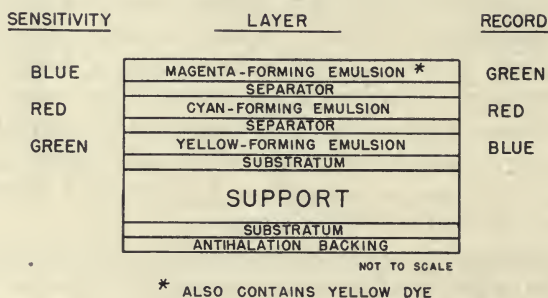 SENSITIVITY LAYER RECORD
BLUE MAGENTA-FORMING EMULSION * GREEN
SEPARATOR
RED CYAN-FORMING EMULSION RED
SEPARATOR
GREEN YELLOW-FORMING EMULSION BLUE
SUBSTRATUM
SUPPORT
SUBSTRATUM
ANTIHALATION BACKING
NOT TO SCALE
* ALSO CONTAINS YELLOW DYE